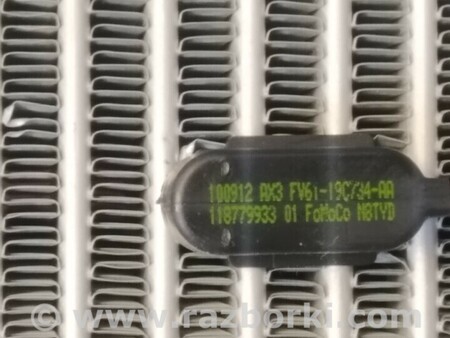 100912 AX3 FV61-19C734-AA
118779933 01 FoMoCo NBTYD
www.razborki.com